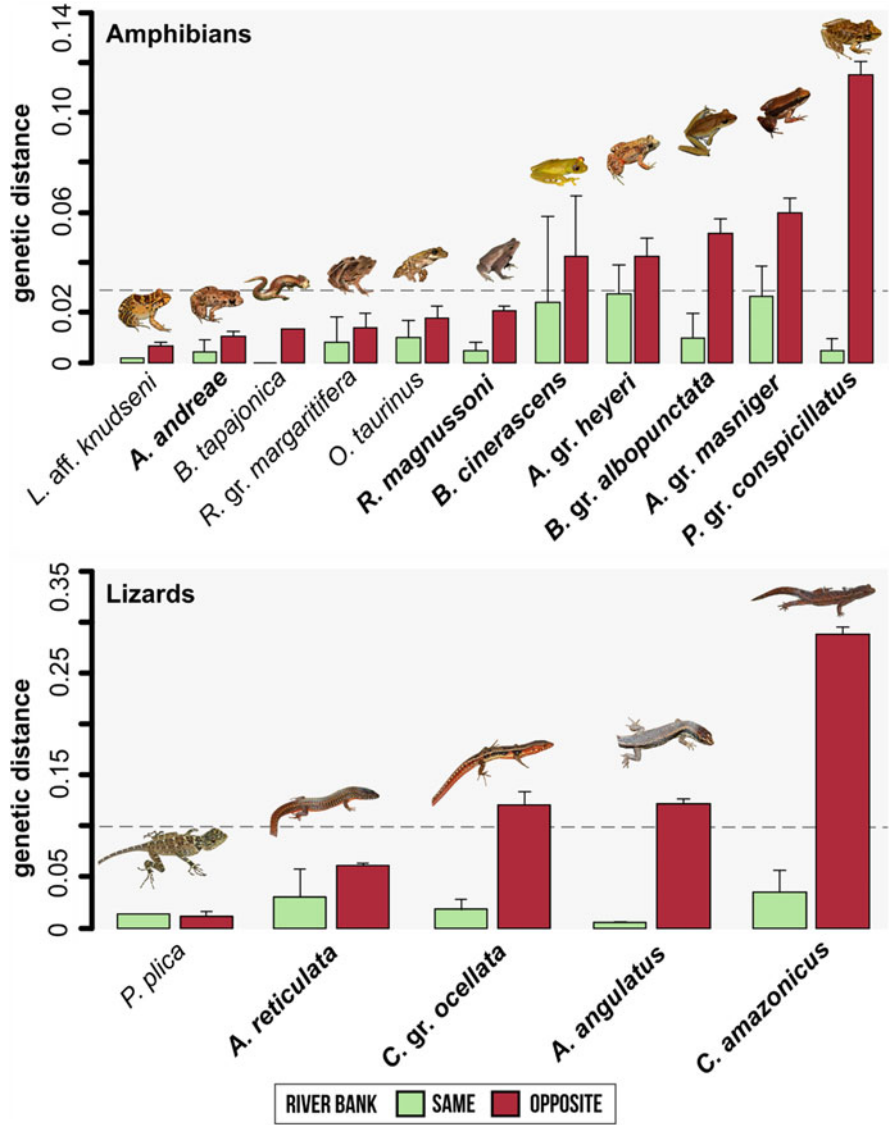 Amphibians
genetic distance
0.14
0.10
0.06
0.02
0
L. aff. knudseni
A. andreae
B. tapajonica
R. gr. margaritifera
O. taurinus
R. magnussoni
B. cinerascens
A. gr. heyeri
B. gr. albopunctata
A. gr. masniger
P. gr. conspicillatus
Lizards
genetic distance
0.35
0.25
0.15
0.05
0
P. plica
A. reticulata
C. gr. ocellata
A. angulatus
C. amazonicus
RIVER BANK SAME OPPOSITE